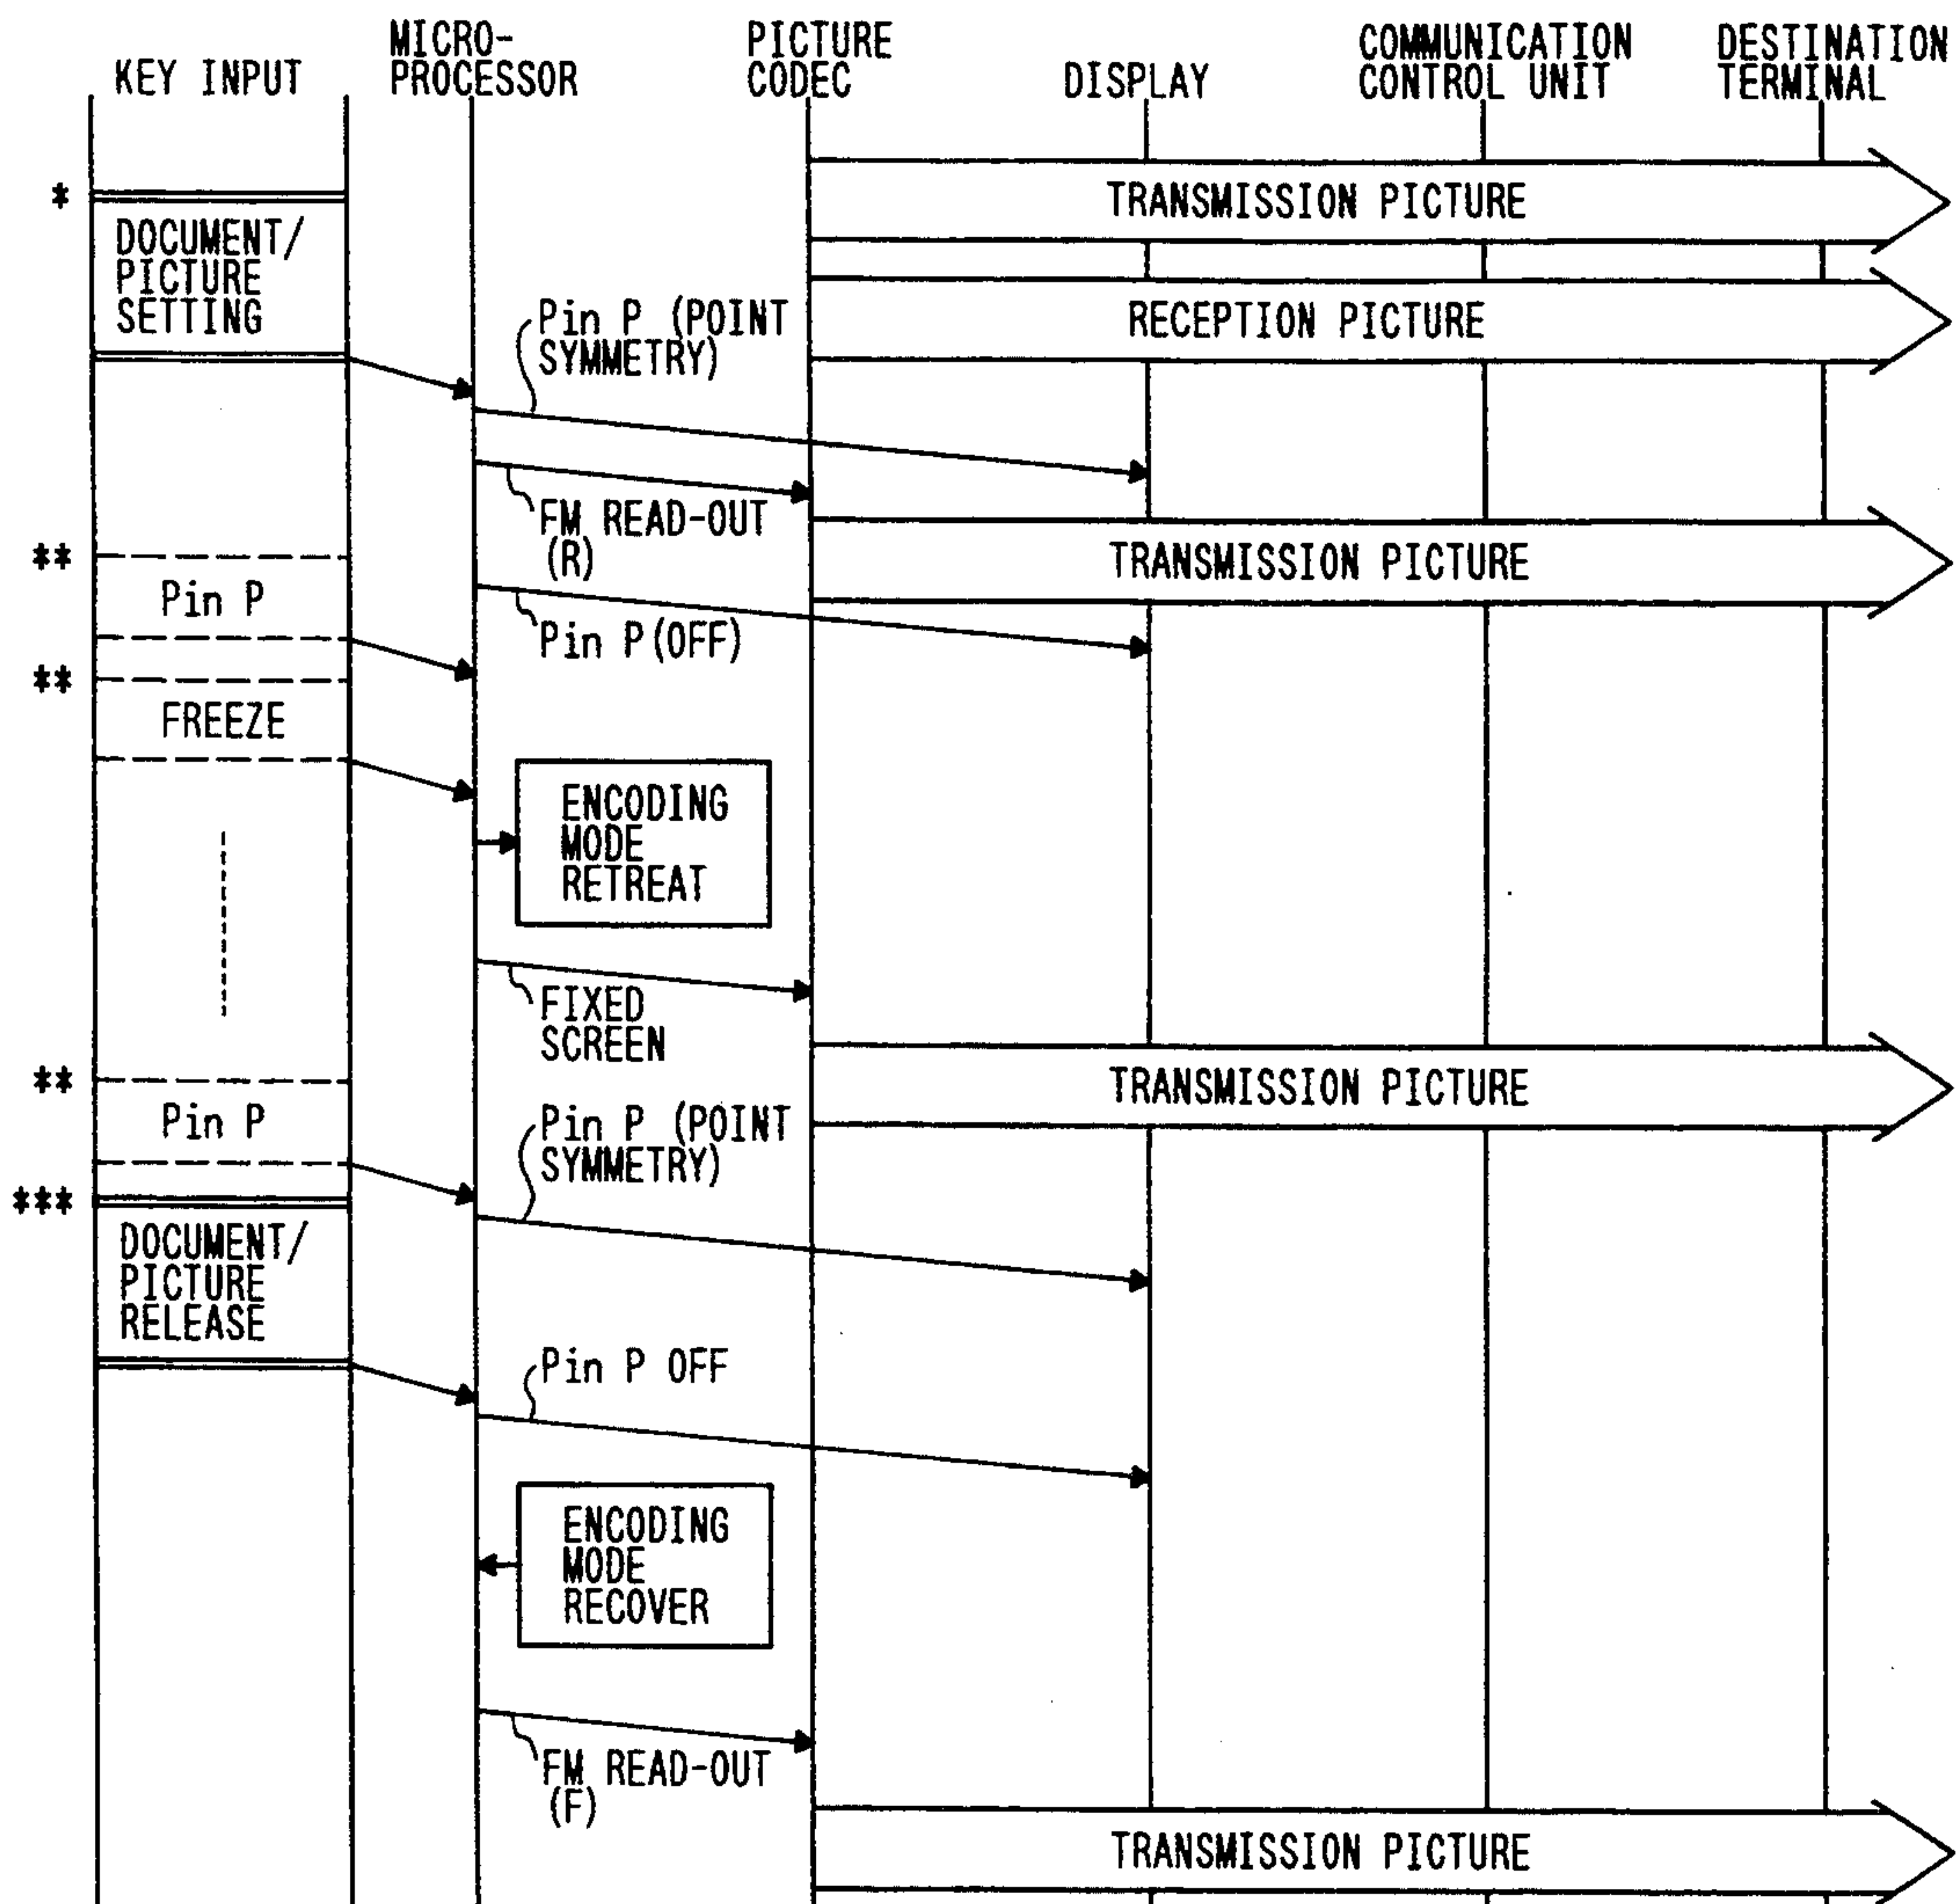 KEY INPUT
MICRO-
PROCESSOR
PICTURE
CODEC
DISPLAY
COMMUNICATION
CONTROL UNIT
DESTINATION
TERMINAL
TRANSMISSION PICTURE
*
DOCUMENT/
PICTURE
SETTING
RECEPTION PICTURE
Pin P (POINT
SYMMETRY)
FM READ-OUT
(R)
TRANSMISSION PICTURE
**
Pin P
Pin P (OFF)
**
FREEZE
ENCODING
MODE
RETREAT
FIXED
SCREEN
TRANSMISSION PICTURE
**
Pin P
Pin P (POINT
SYMMETRY)
***
DOCUMENT/
PICTURE
RELEASE
Pin P OFF
ENCODING
MODE
RECOVER
FM READ-OUT
(F)
TRANSMISSION PICTURE